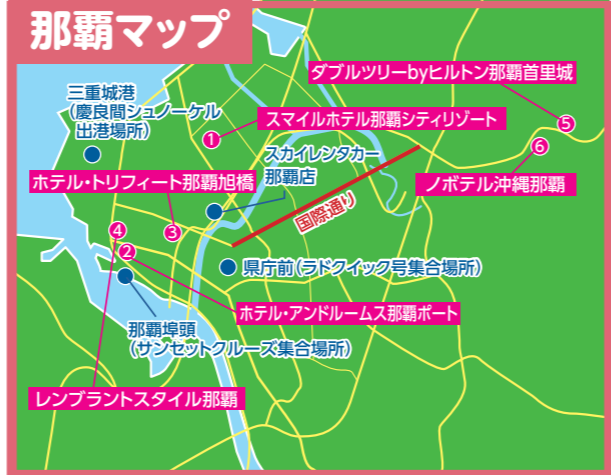 那覇マップ
ダブルツリーbyヒルトン那覇首里城
三重城港
(慶良間シュノーケル
出港場所)
⑤
①
スマイルホテル那覇シティリゾート
⑥
スカイレンタカー
那覇店
ホテル・トリフィート那覇旭橋
ノボテル沖縄那覇
国際通り
④
③
②
県庁前(ラドクイック号集合場所)
ホテル・アンドルームス那覇ポート
那覇埠頭
(サンセットクルーズ集合場所)
レンブラントスタイル那覇